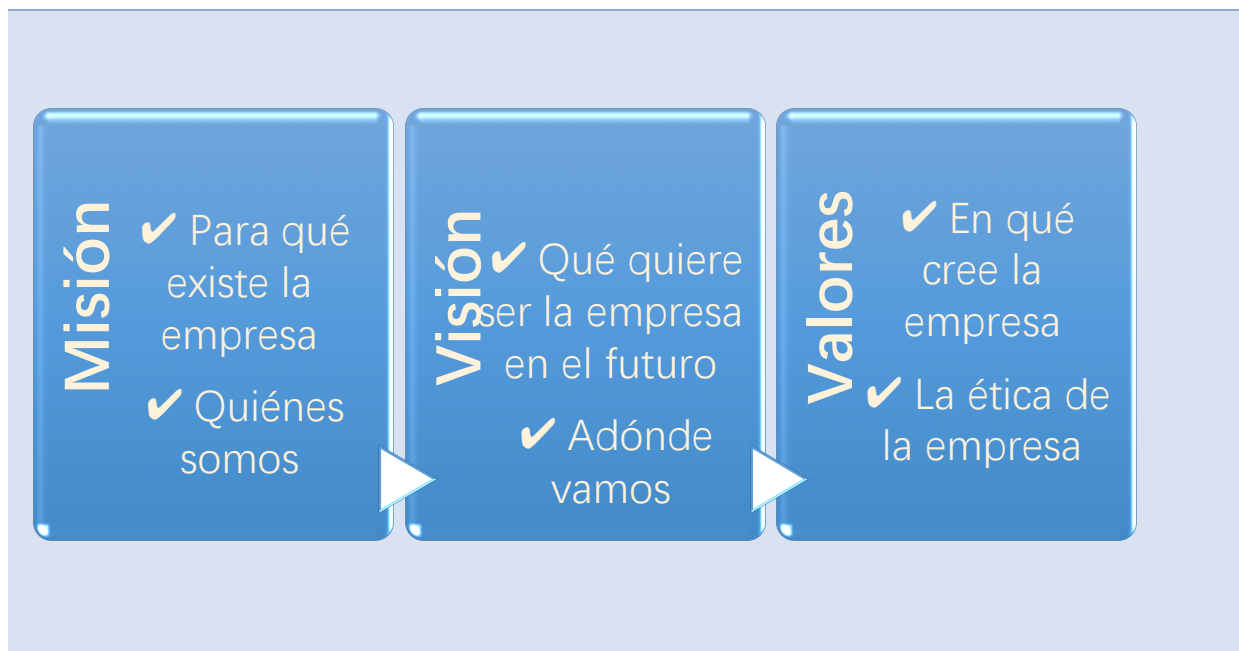 Misión
✔ Para qué
existe la
empresa
✔ Quiénes
somos
Visión
✔ Qué quiere
ser la empresa
en el futuro
✔ Adónde
vamos
Valores
✔ En qué
cree la
empresa
✔ La ética de
la empresa